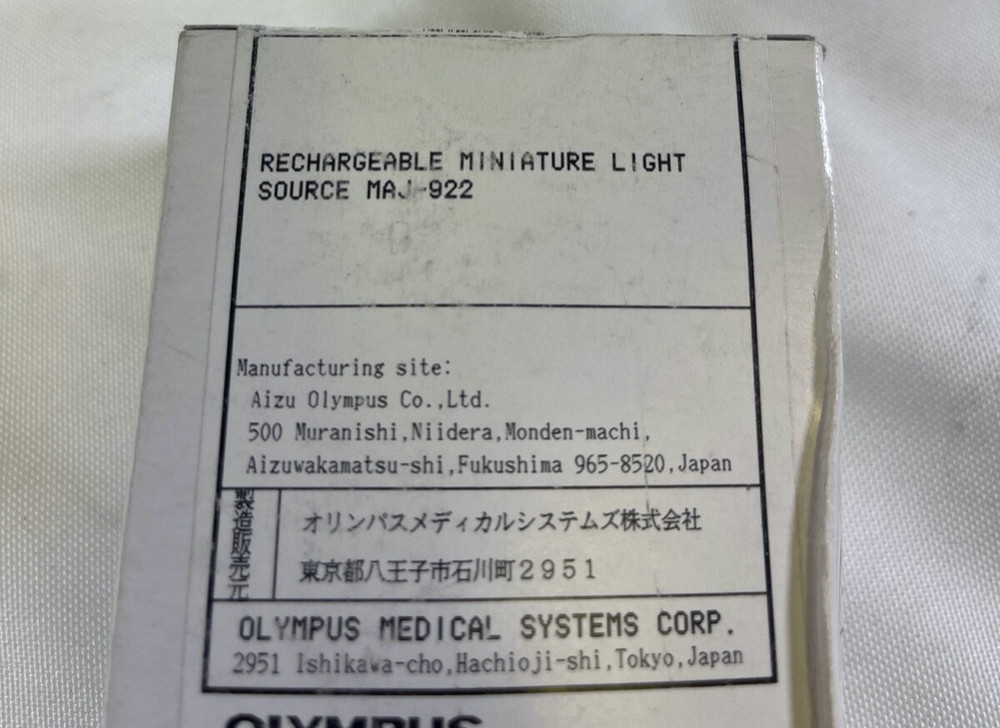 RECHARGEABLE MINIATURE LIGHT
SOURCE MAJ-922
Manufacturing site:
Aizu Olympus Co.,Ltd.
500 Muranishi,Niidera,Monden-machi,
Aizuwakamatsu-shi,Fukushima 965-8520,Japan
製造販売元
オリンパスメディカルシステムズ株式会社
東京都八王子市石川町2951
OLYMPUS MEDICAL SYSTEMS CORP.
2951 Ishikawa-cho,Hachioji-shi,Tokyo,Japan
OLYMPUS